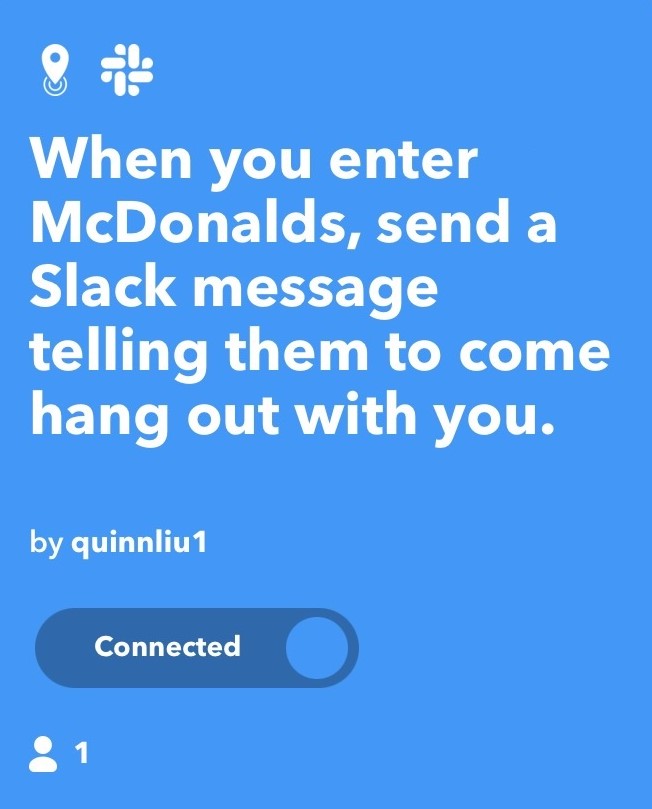 When you enter
McDonalds, send a
Slack message
telling them to come
hang out with you.
by quinnliu1
Connected
1